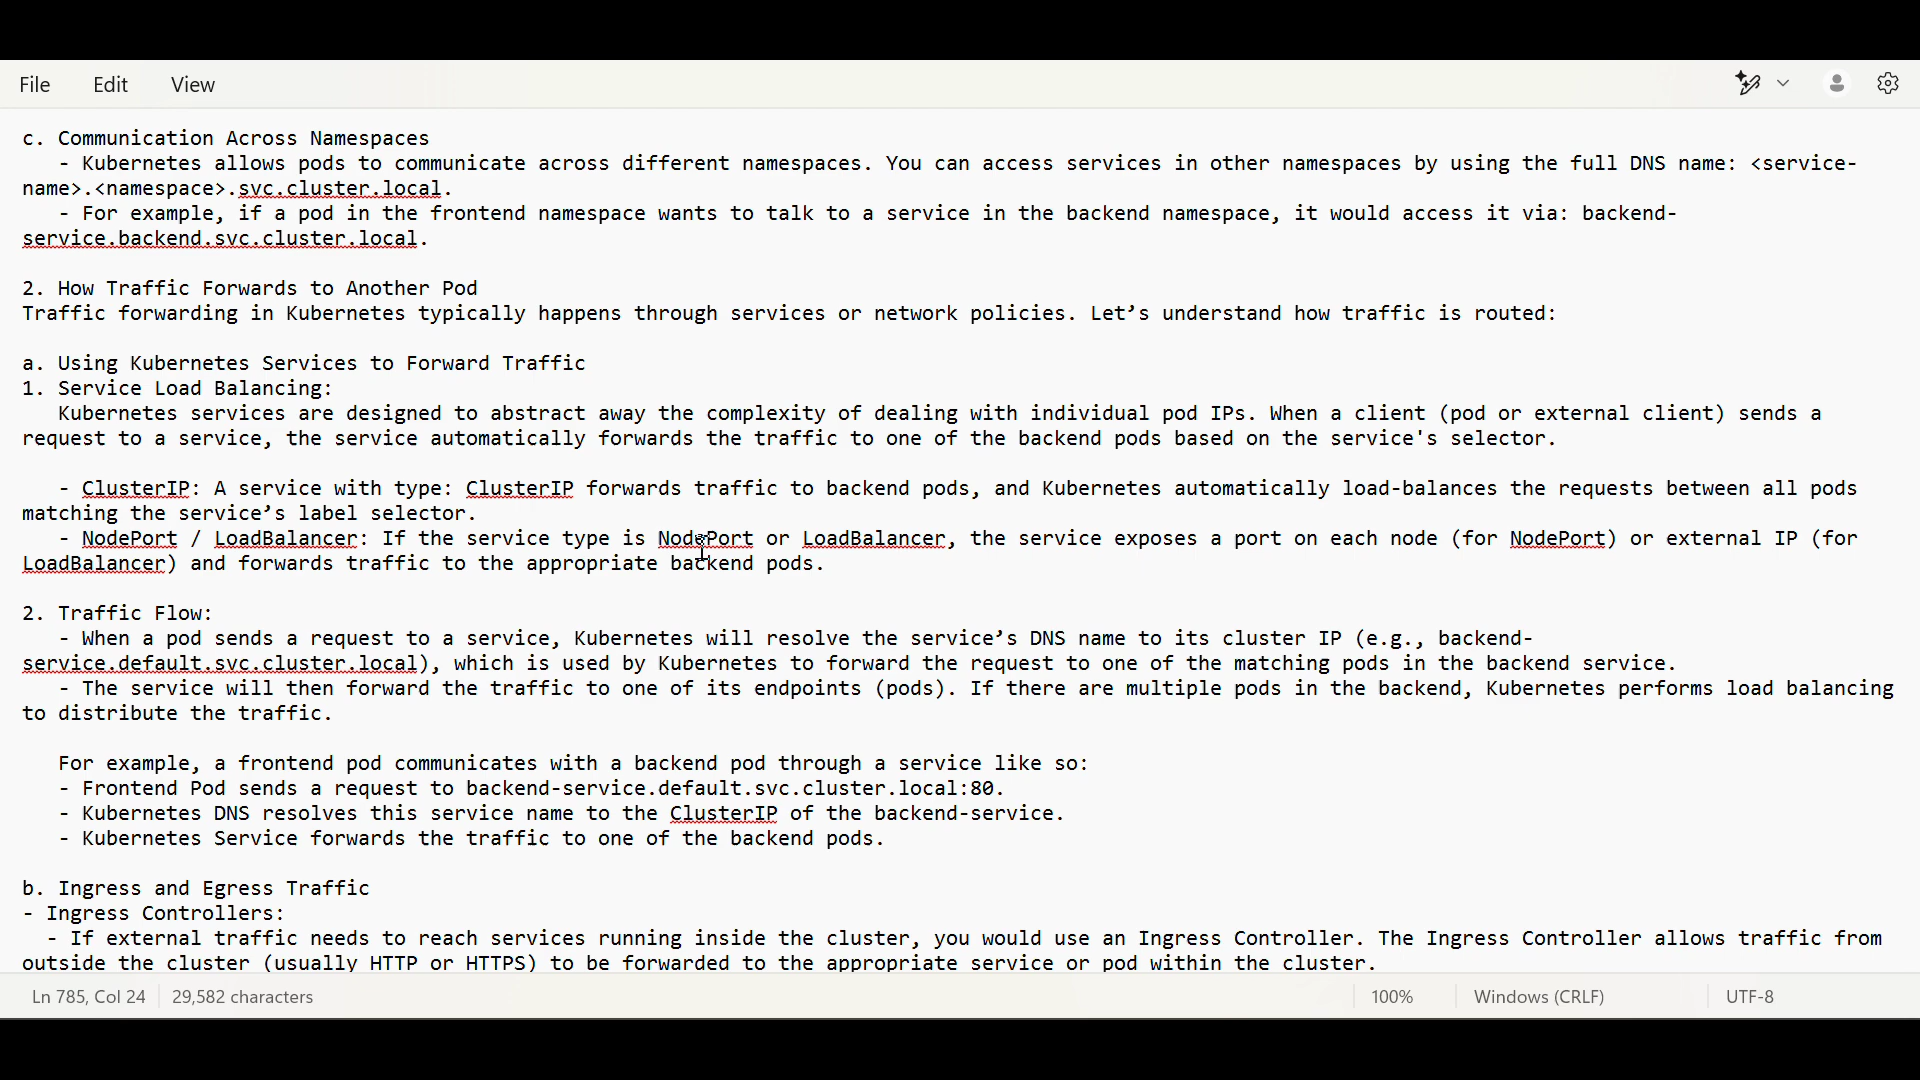 File Edit View
c. Communication Across Namespaces
- Kubernetes allows pods to communicate across different namespaces. You can access services in other namespaces by using the full DNS name: <service-
name>.<namespace>.svc.cluster.local.
- For example, if a pod in the frontend namespace wants to talk to a service in the backend namespace, it would access it via: backend-
service.backend.svc.cluster.local.
2. How Traffic Forwards to Another Pod
Traffic forwarding in Kubernetes typically happens through services or network policies. Let’s understand how traffic is routed:
a. Using Kubernetes Services to Forward Traffic
1. Service Load Balancing:
Kubernetes services are designed to abstract away the complexity of dealing with individual pod IPs. When a client (pod or external client) sends a
request to a service, the service automatically forwards the traffic to one of the backend pods based on the service's selector.
- ClusterIP: A service with type: ClusterIP forwards traffic to backend pods, and Kubernetes automatically load-balances the requests between all pods
matching the service’s label selector.
- NodePort / LoadBalancer: If the service type is NodePort or LoadBalancer, the service exposes a port on each node (for NodePort) or external IP (for
LoadBalancer) and forwards traffic to the appropriate backend pods.
2. Traffic Flow:
- When a pod sends a request to a service, Kubernetes will resolve the service’s DNS name to its cluster IP (e.g., backend-
service.default.svc.cluster.local), which is used by Kubernetes to forward the request to one of the matching pods in the backend service.
- The service will then forward the traffic to one of its endpoints (pods). If there are multiple pods in the backend, Kubernetes performs load balancing
to distribute the traffic.
For example, a frontend pod communicates with a backend pod through a service like so:
- Frontend Pod sends a request to backend-service.default.svc.cluster.local:80.
- Kubernetes DNS resolves this service name to the ClusterIP of the backend-service.
- Kubernetes Service forwards the traffic to one of the backend pods.
b. Ingress and Egress Traffic
- Ingress Controllers:
- If external traffic needs to reach services running inside the cluster, you would use an Ingress Controller. The Ingress Controller allows traffic from
outside the cluster (usually HTTP or HTTPS) to be forwarded to the appropriate service or pod within the cluster.
Ln 785, Col 24 29,582 characters 100% Windows (CRLF) UTF-8